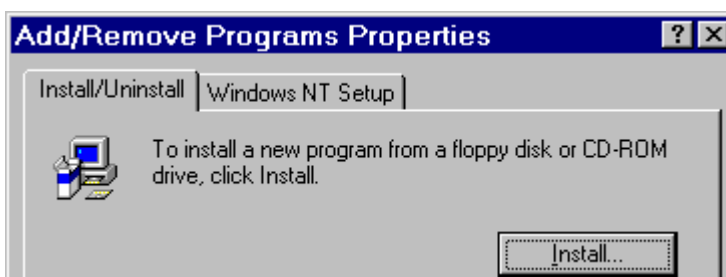 Add/Remove Programs Properties
Install/Uninstall
Windows NT Setup
To install a new program from a floppy disk or CD-ROM
drive, click Install.
Install...